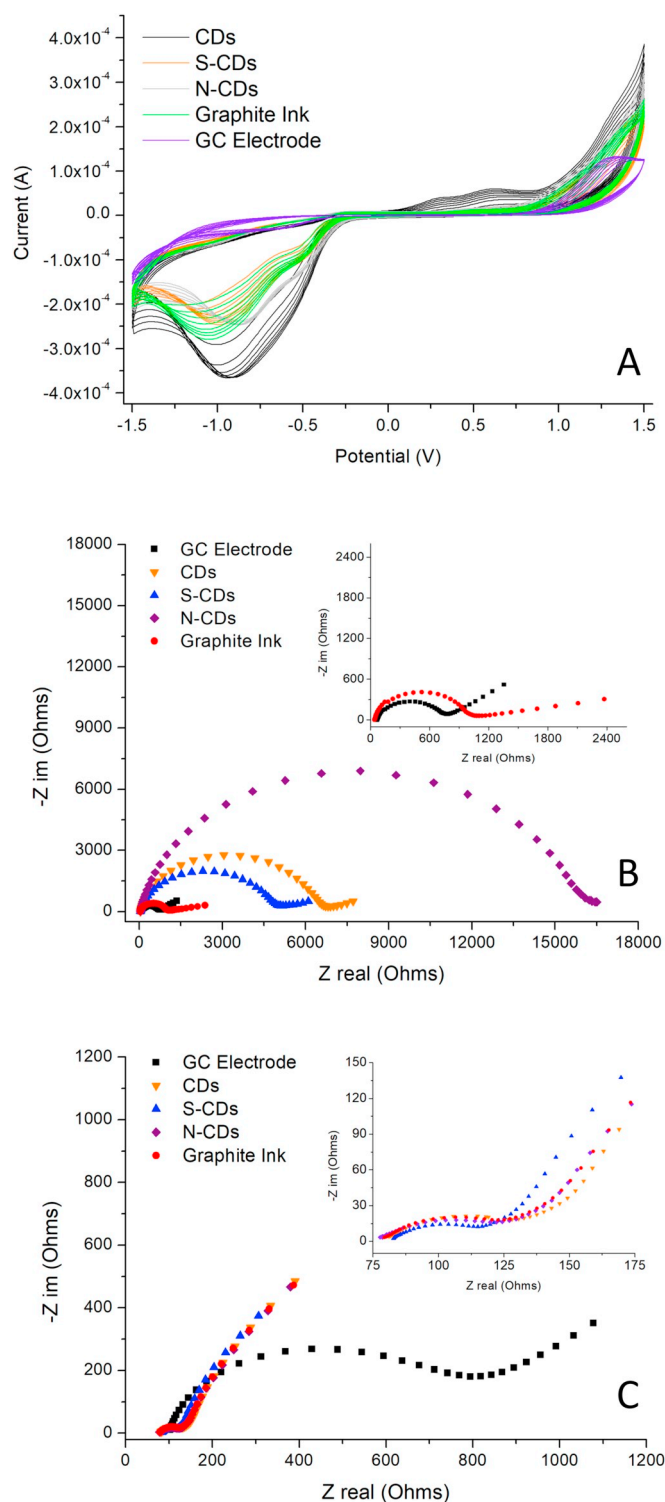 4.0x10⁻⁴
3.0x10⁻⁴
2.0x10⁻⁴
1.0x10⁻⁴
0.0
-1.0x10⁻⁴
-2.0x10⁻⁴
-3.0x10⁻⁴
-4.0x10⁻⁴
Current (A)
CDs
S-CDs
N-CDs
Graphite Ink
GC Electrode
A
-1.5 -1.0 -0.5 0.0 0.5 1.0 1.5
Potential (V)
18000
15000
12000
9000
6000
3000
0
-Z im (Ohms)
GC Electrode
CDs
S-CDs
N-CDs
Graphite Ink
2400
1800
1200
600
0
-Z im (Ohms)
0 600 1200 1800 2400
Z real (Ohms)
B
0 3000 6000 9000 12000 15000 18000
Z real (Ohms)
1200
1000
800
600
400
200
0
-Z im (Ohms)
GC Electrode
CDs
S-CDs
N-CDs
Graphite Ink
150
120
90
60
30
0
-Z im (Ohms)
75 100 125 150 175
Z real (Ohms)
C
0 200 400 600 800 1000 1200
Z real (Ohms)